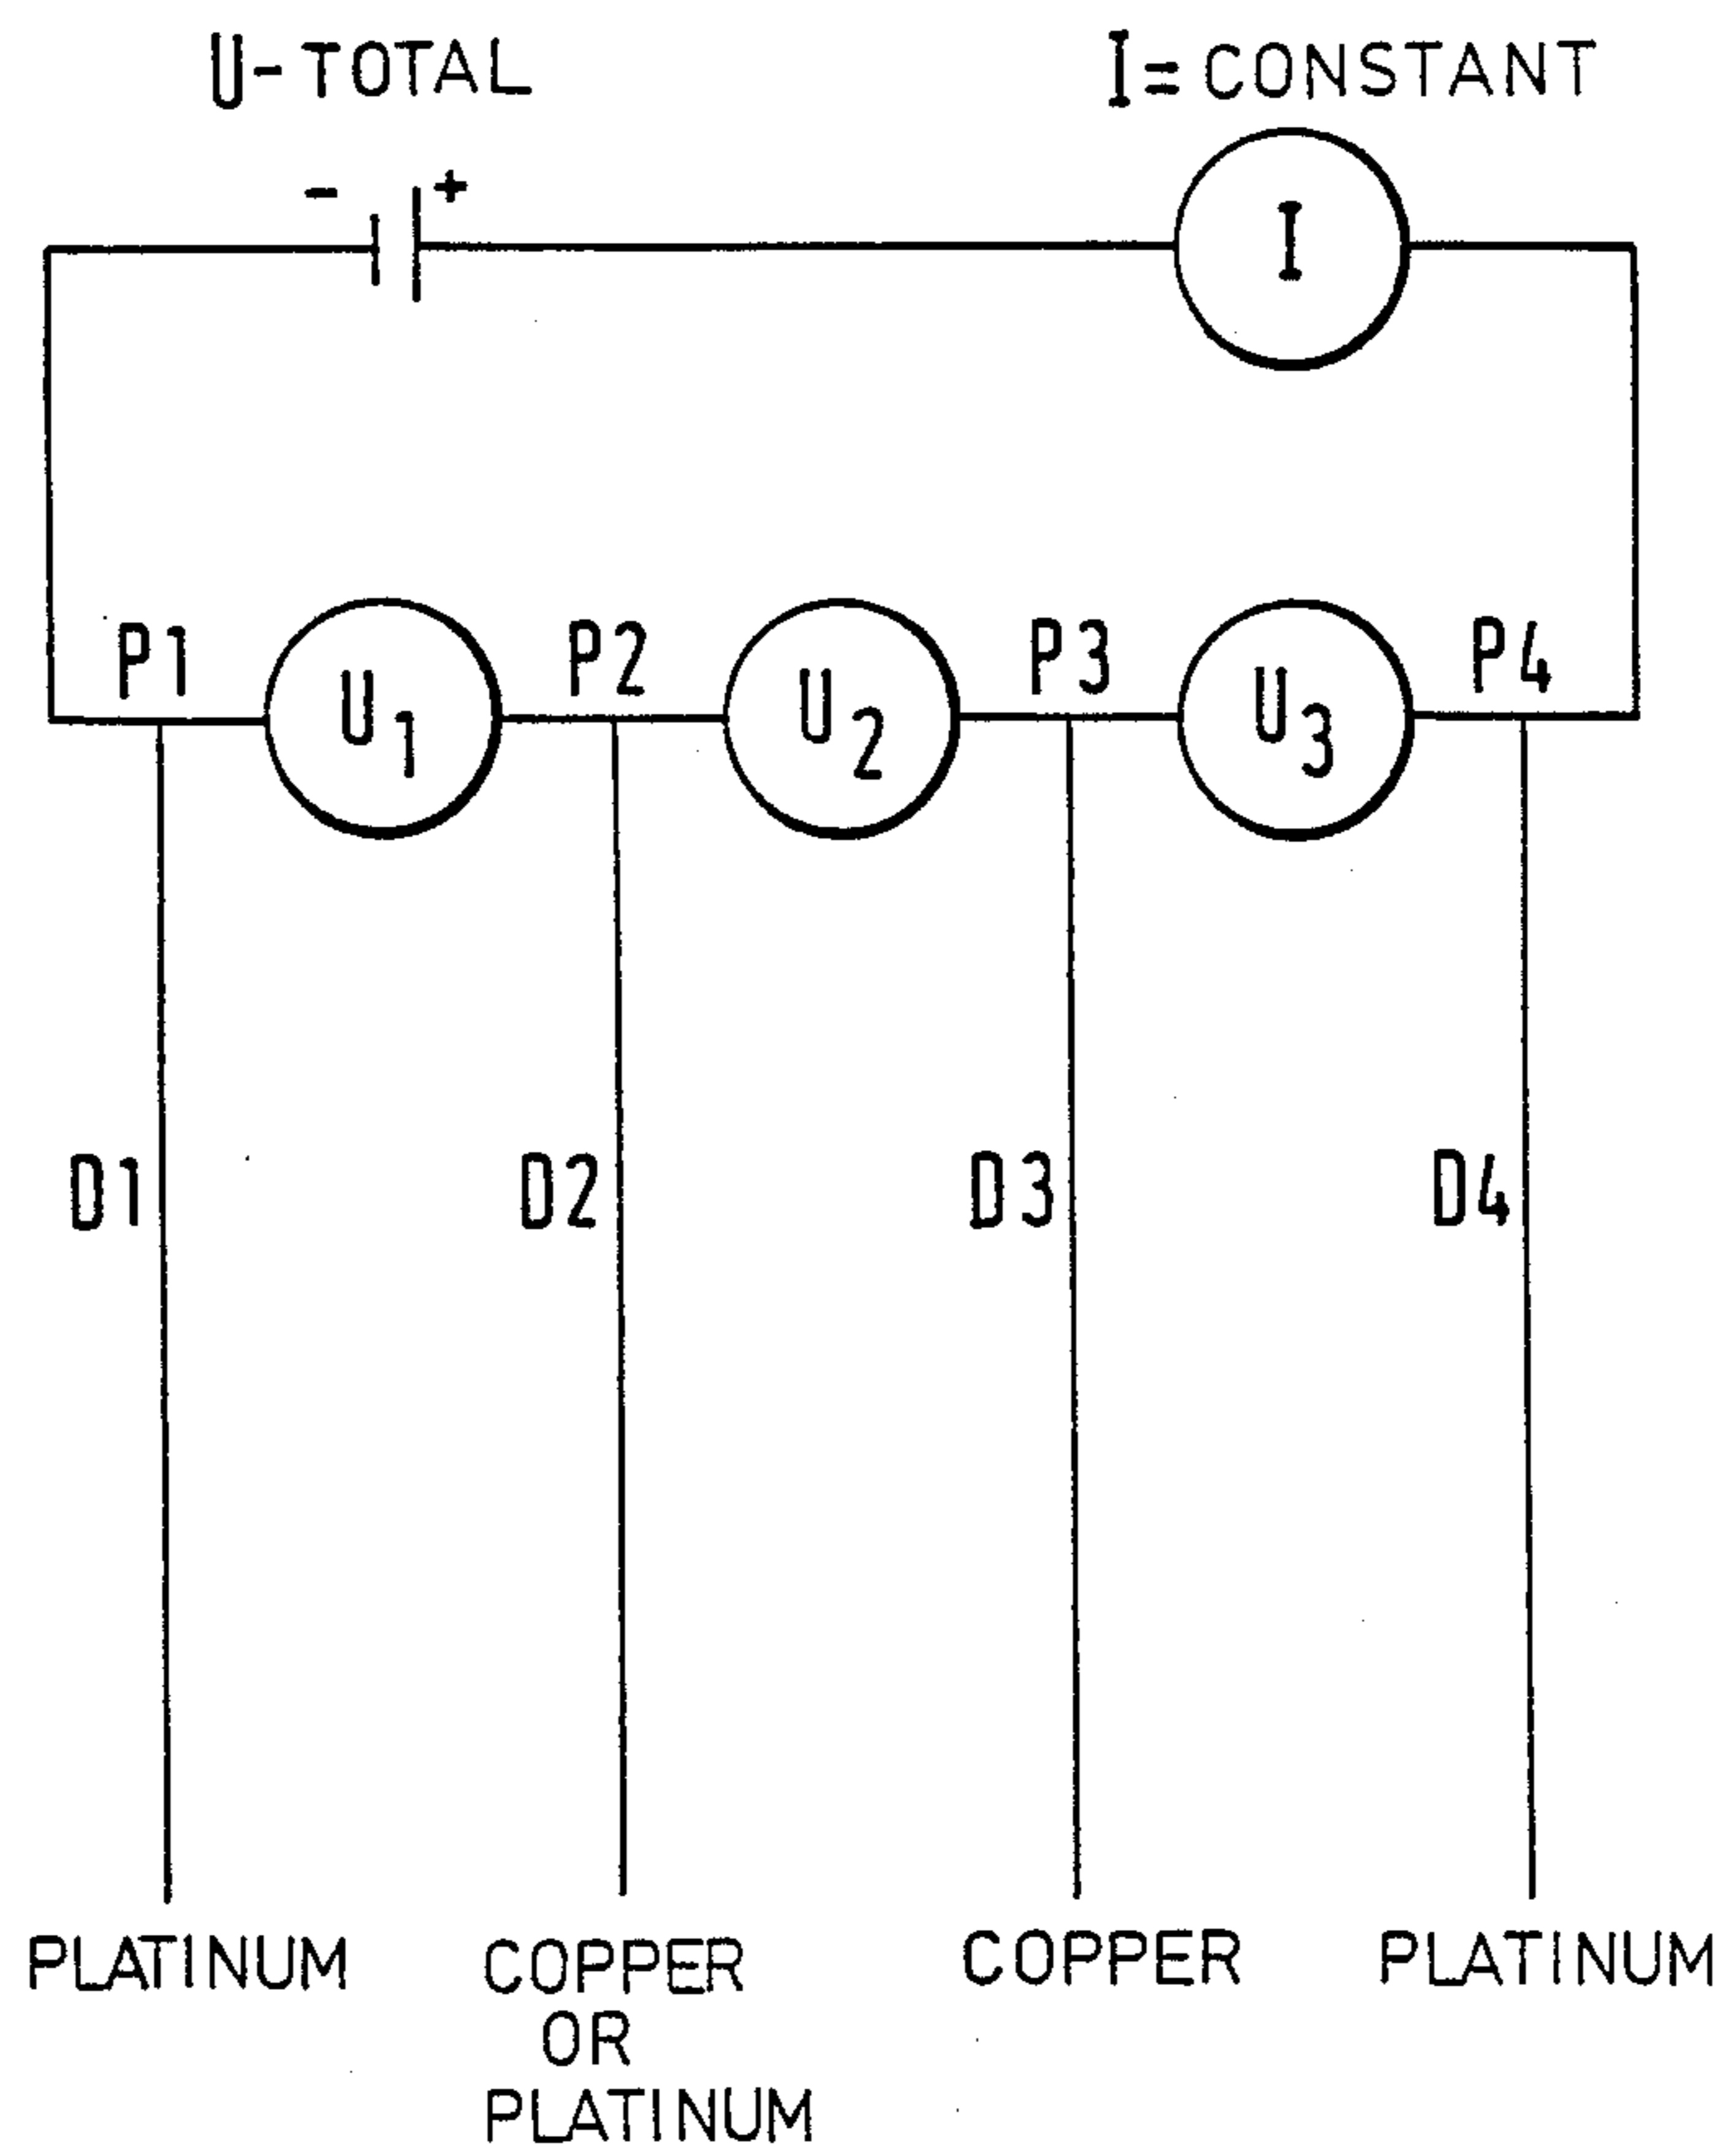 U-TOTAL
I=CONSTANT
- +
I
P1 U1 P2 U2 P3 U3 P4
D1 D2 D3 D4
PLATINUM
COPPER
OR
PLATINUM
COPPER
PLATINUM